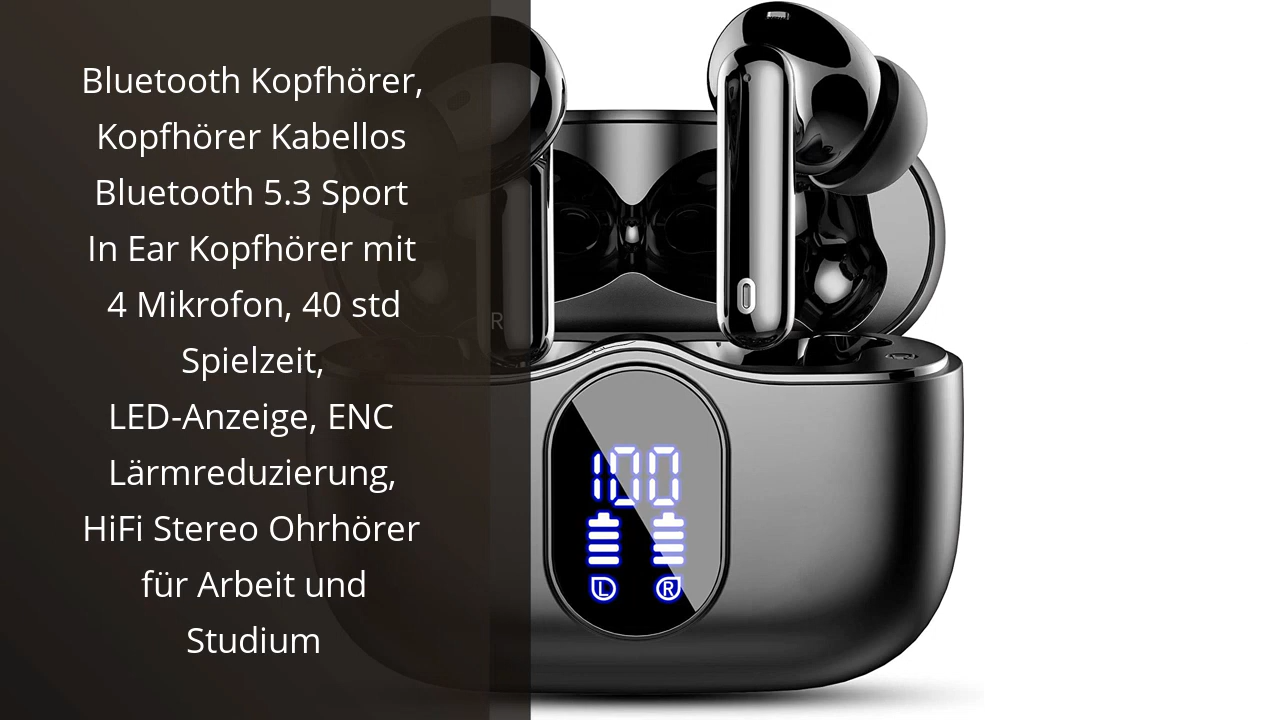 Bluetooth Kopfhörer,
Kopfhörer Kabellos
Bluetooth 5.3 Sport
In Ear Kopfhörer mit
4 Mikrofon, 40 std
Spielzeit,
LED-Anzeige, ENC
Lärmreduzierung,
HiFi Stereo Ohrhörer
für Arbeit und
Studium
R
100
L R